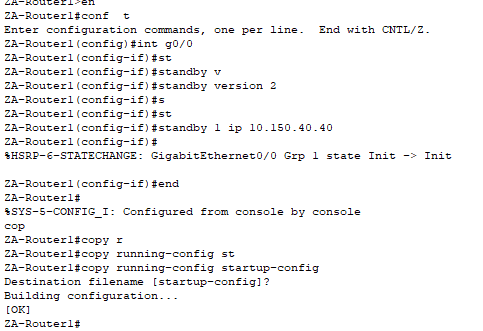 ZA-Router1>en
ZA-Router1#conf  t
Enter configuration commands, one per line.  End with CNTL/Z.
ZA-Router1(config)#int g0/0
ZA-Router1(config-if)#st
ZA-Router1(config-if)#standby v
ZA-Router1(config-if)#standby version 2
ZA-Router1(config-if)#s
ZA-Router1(config-if)#st
ZA-Router1(config-if)#standby 1 ip 10.150.40.40
ZA-Router1(config-if)#
%HSRP-6-STATECHANGE: GigabitEthernet0/0 Grp 1 state Init -> Init

ZA-Router1(config-if)#end
ZA-Router1#
%SYS-5-CONFIG_I: Configured from console by console
cop
ZA-Router1#copy r
ZA-Router1#copy running-config st
ZA-Router1#copy running-config startup-config
Destination filename [startup-config]?
Building configuration...
[OK]
ZA-Router1#